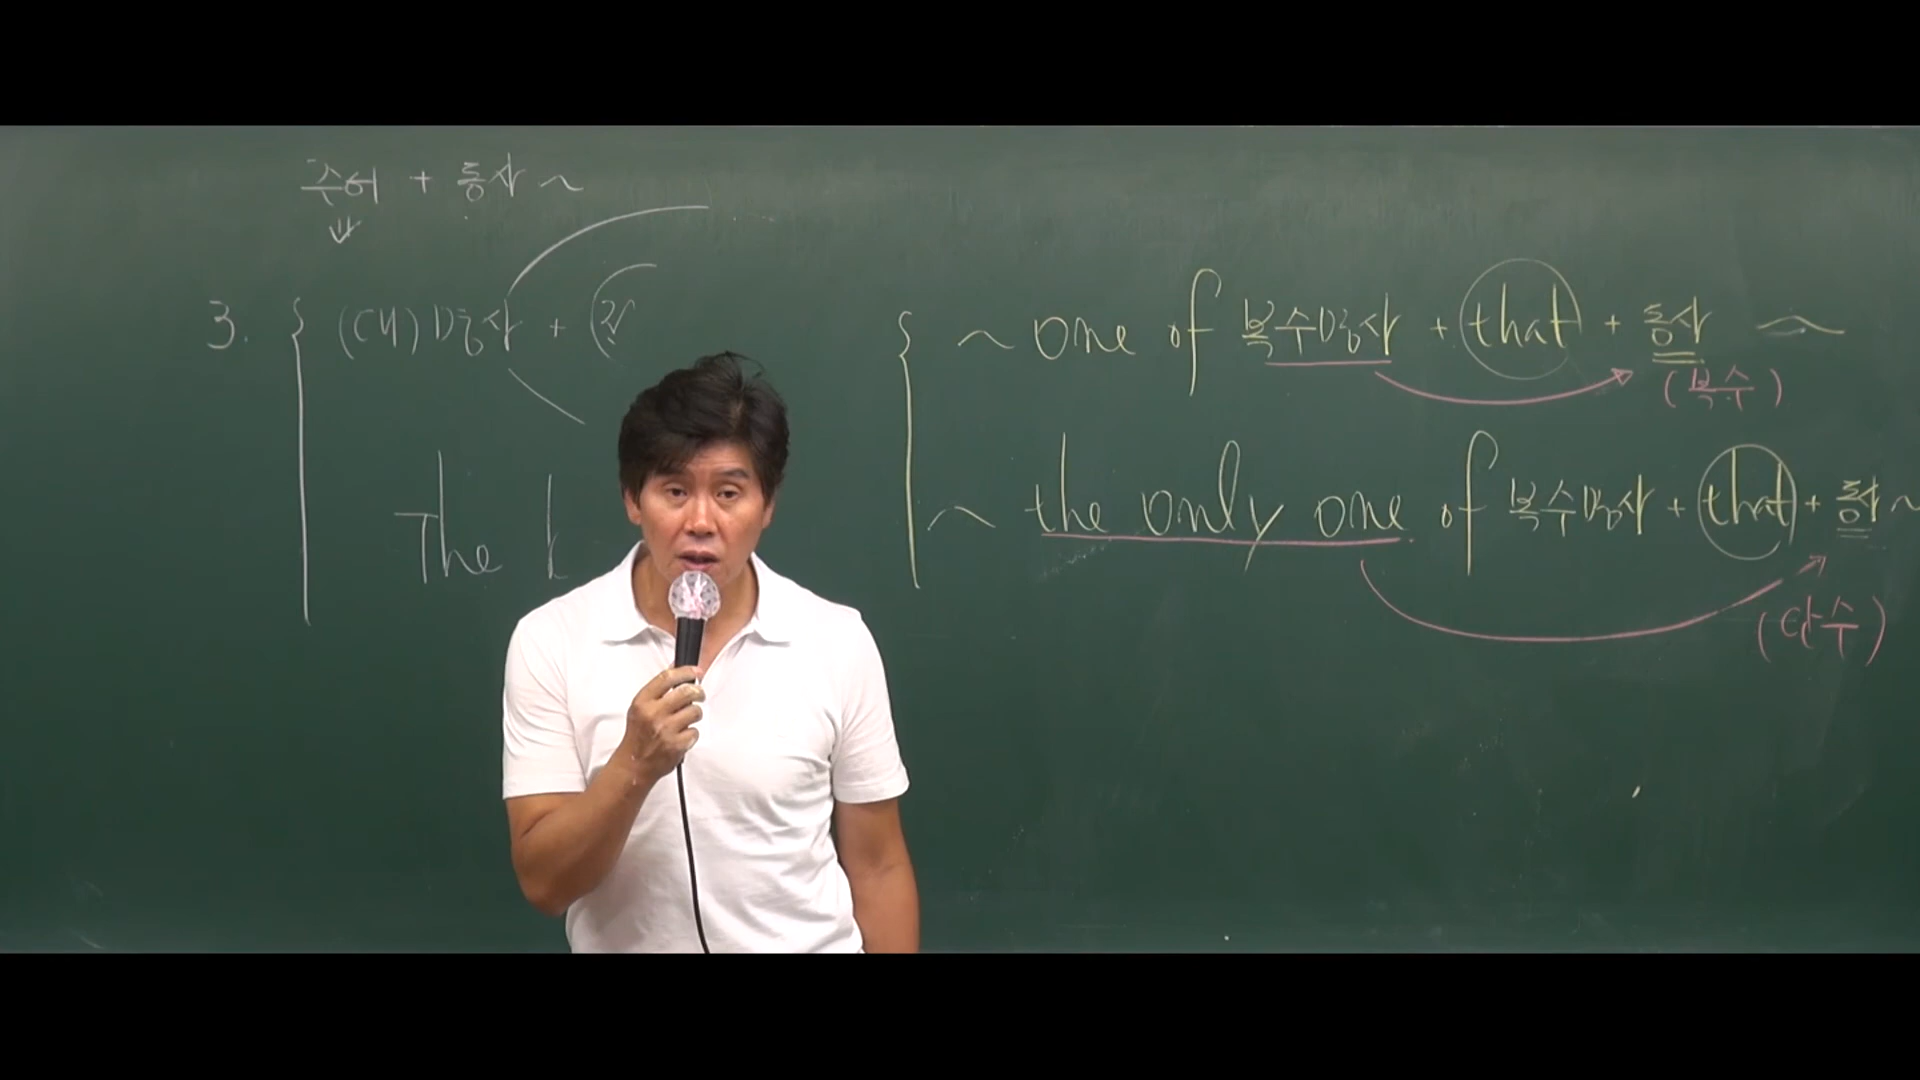 주어 + 동사 ~
3. { (대)명사 + (관
The
{ ~ one of 복수명사 + that + 동사 ~
(복수)
~ the only one of 복수명사 + that + 동사 ~
(단수)